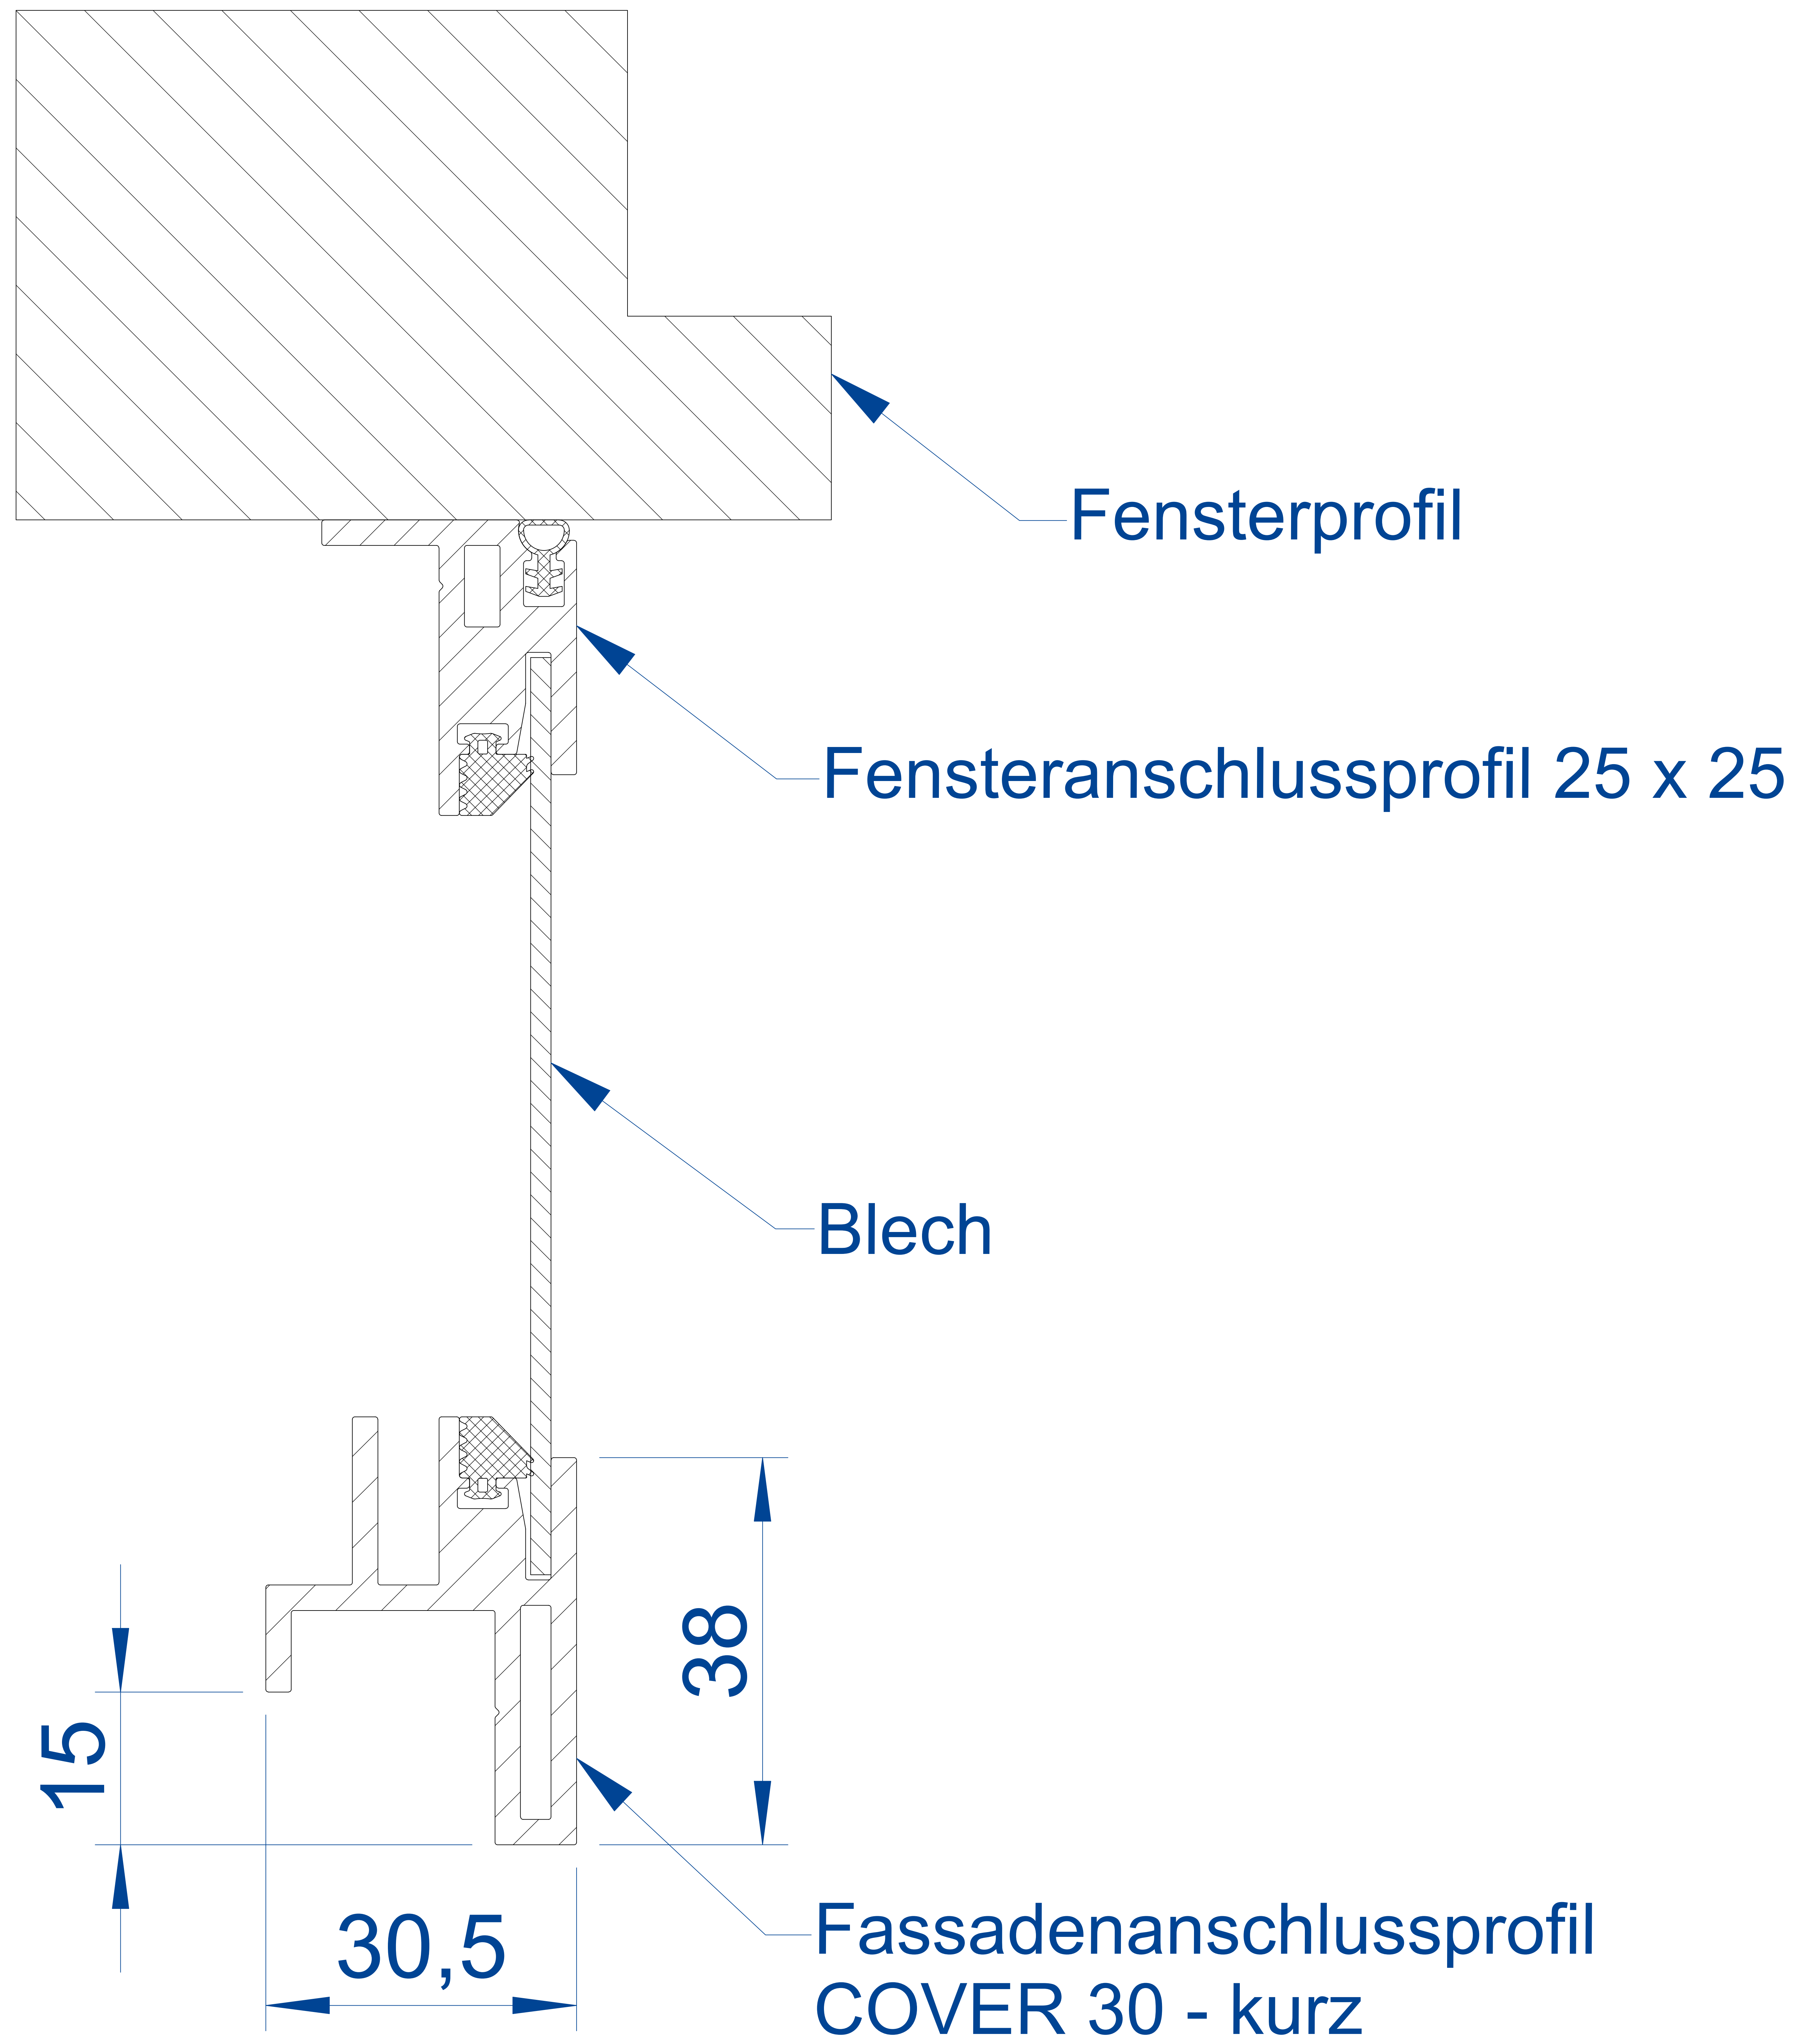 Fensterprofil
Fensteranschlussprofil 25 x 25
Blech
38
15
30,5
Fassadenanschlussprofil
COVER 30 - kurz